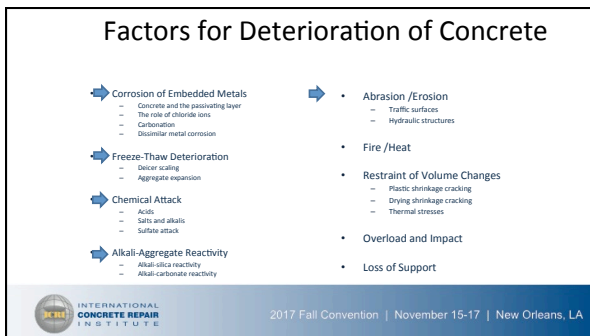 Factors for Deterioration of Concrete
• Corrosion of Embedded Metals
– Concrete and the passivating layer
– The role of chloride ions
– Carbonation
– Dissimilar metal corrosion
• Freeze-Thaw Deterioration
– Deicer scaling
– Aggregate expansion
• Chemical Attack
– Acids
– Salts and alkalis
– Sulfate attack
• Alkali-Aggregate Reactivity
– Alkali-silica reactivity
– Alkali-carbonate reactivity
• Abrasion /Erosion
– Traffic surfaces
– Hydraulic structures
• Fire /Heat
• Restraint of Volume Changes
– Plastic shrinkage cracking
– Drying shrinkage cracking
– Thermal stresses
• Overload and Impact
• Loss of Support
ICRI
INTERNATIONAL
CONCRETE REPAIR
INSTITUTE
2017 Fall Convention | November 15-17 | New Orleans, LA